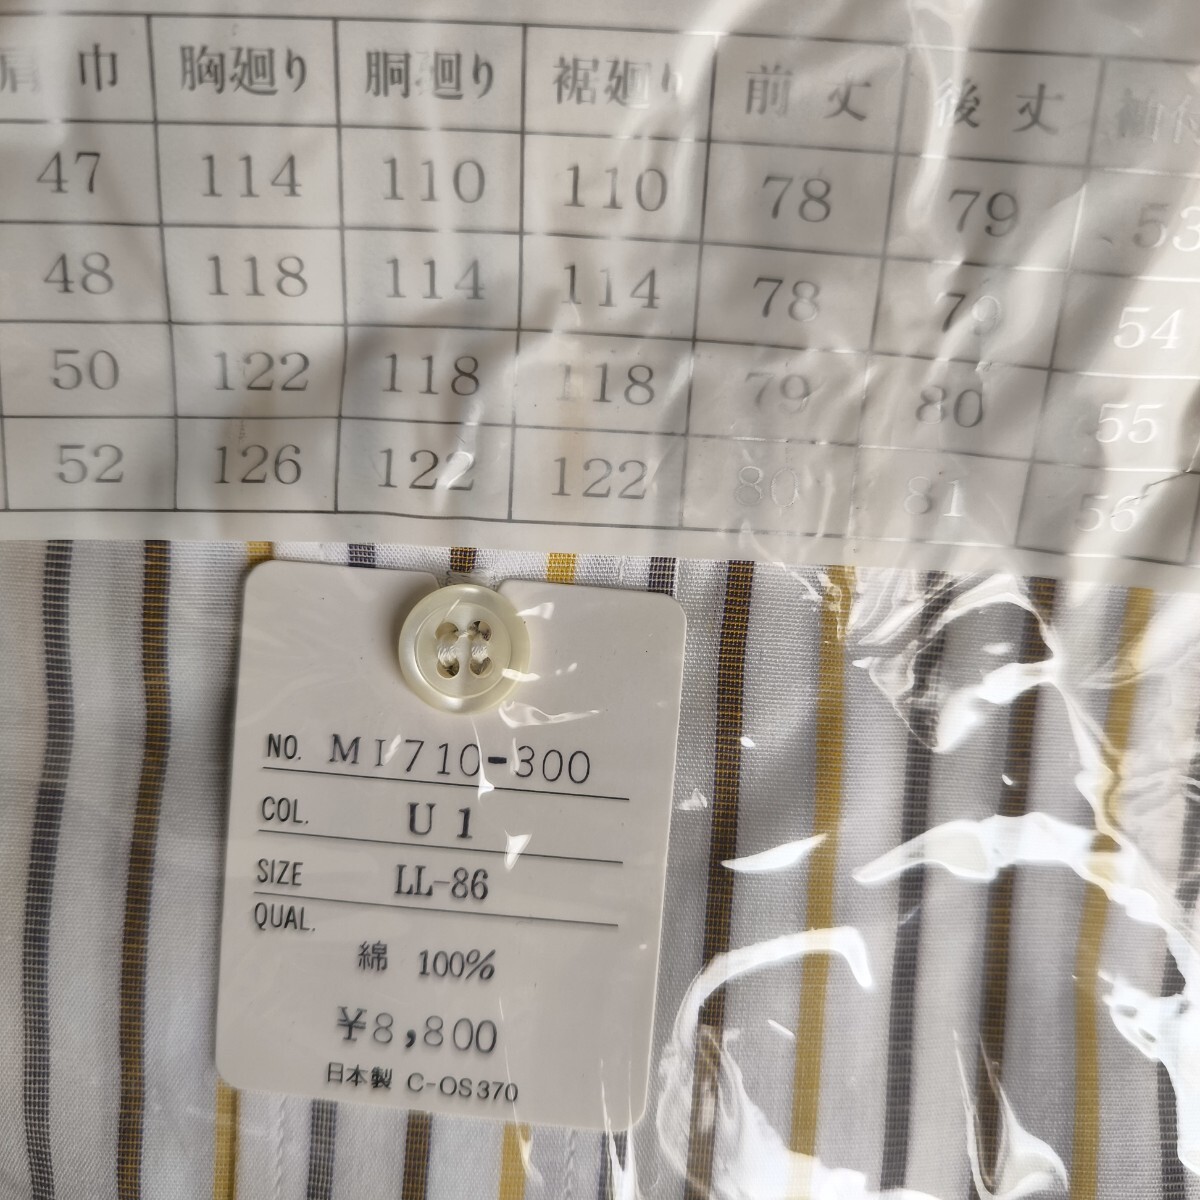 肩 巾 胸廻り 胴廻り 裾廻り 前 丈 後 丈
47 114 110 110 78 79 53
48 118 114 114 78 79 54
50 122 118 118 79 80 55
52 126 122 122 80 81 56
NO. MI710-300
COL. U1
SIZE LL-86
QUAL.
綿 100%
¥8,800
日本製 C-OS370